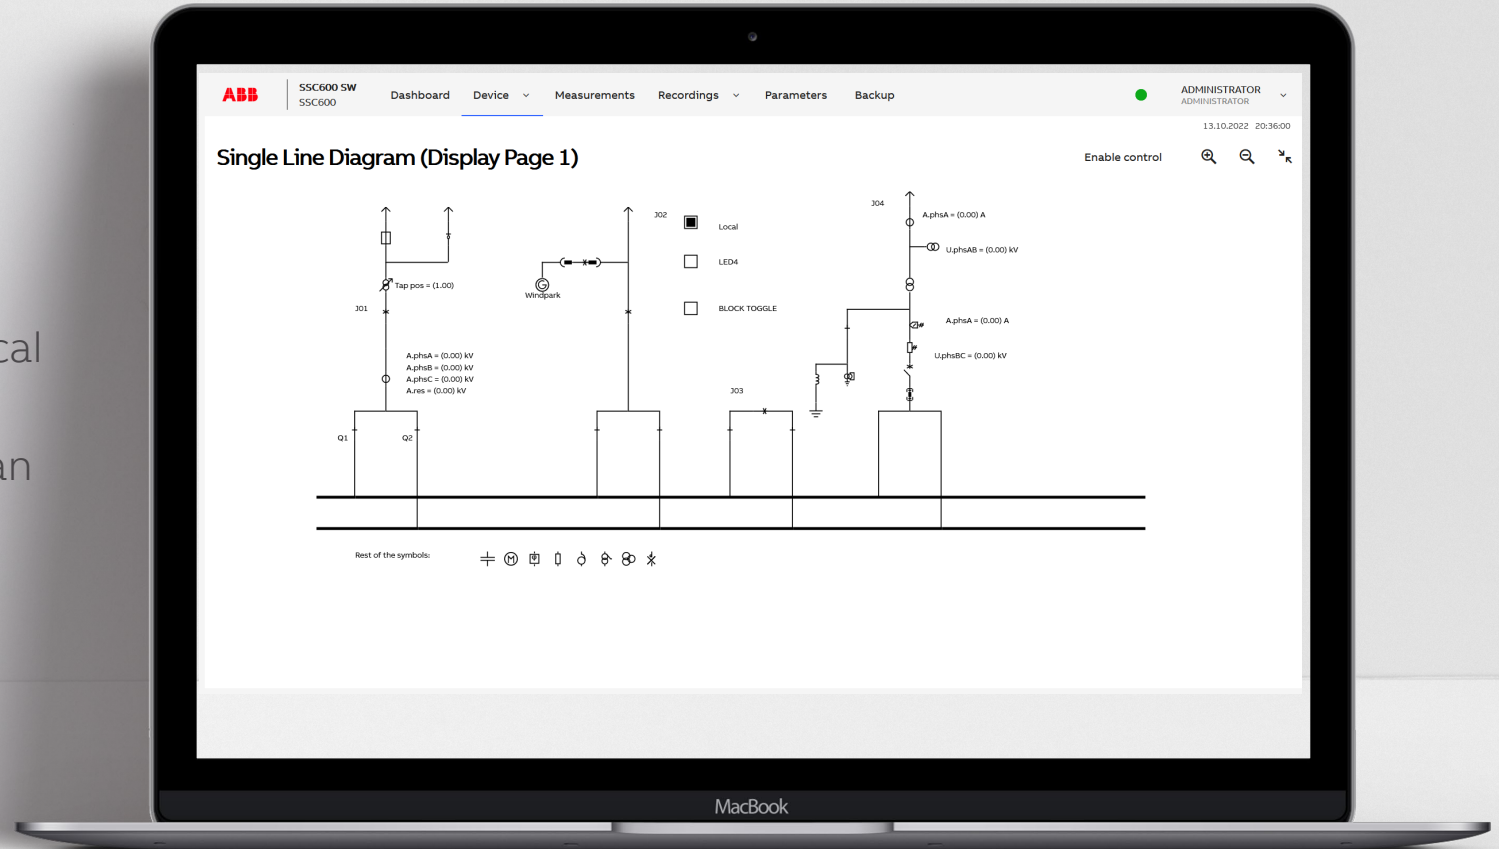 ABB
SSC600 SW
SSC600
Dashboard
Device
Measurements
Recordings
Parameters
Backup
ADMINISTRATOR
ADMINISTRATOR
13.10.2022 20:36:00
Single Line Diagram (Display Page 1)
Enable control
J02
Local
LED4
BLOCK TOGGLE
J04
A.phsA = (0.00) A
U.phsAB = (0.00) kV
Tap pos = (1.00)
G
Windpark
J01
A.phsA = (0.00) A
U.phsBC = (0.00) kV
A.phsA = (0.00) kV
A.phsB = (0.00) kV
A.phsC = (0.00) kV
A.res = (0.00) kV
J03
Q1
Q2
Rest of the symbols:
M
cal
an
MacBook